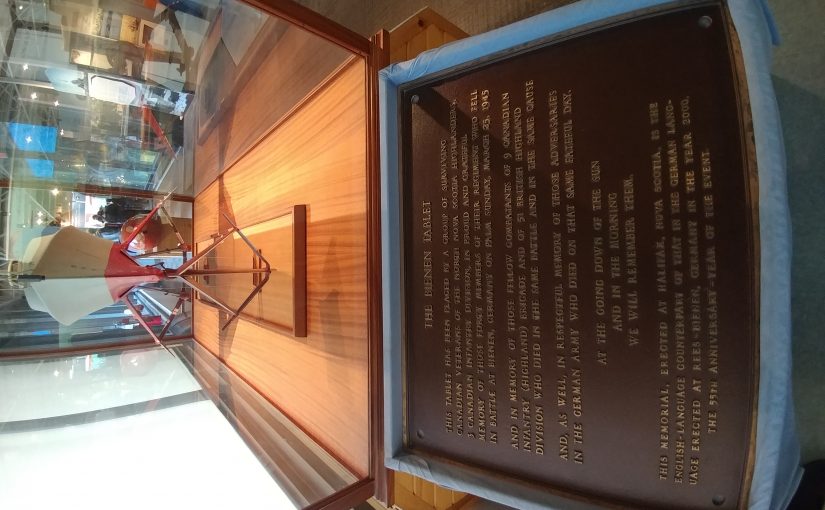 THE BIENEN TABLET
THIS TABLET HAS BEEN PLACED BY A GROUP OF SURVIVING
CANADIAN VETERANS OF THE NORTH NOVA SCOTIA HIGHLANDERS,
3 CANADIAN INFANTRY DIVISION, IN PROUD AND GRATEFUL
MEMORY OF THOSE FORTY MEMBERS OF THEIR REGIMENT WHO FELL
IN BATTLE AT BIENEN, GERMANY ON PALM SUNDAY, MARCH 25, 1945
AND IN MEMORY OF THOSE FELLOW COMBATANTS OF 9 CANADIAN
INFANTRY (HIGHLAND) BRIGADE AND OF 51 BRITISH HIGHLAND
DIVISION WHO DIED IN THE SAME BATTLE AND IN THE SAME CAUSE
AND, AS WELL, IN RESPECTFUL MEMORY OF THOSE ADVERSARIES
IN THE GERMAN ARMY WHO DIED ON THAT SAME FATEFUL DAY.
AT THE GOING DOWN OF THE SUN
AND IN THE MORNING
WE WILL REMEMBER THEM.
THIS MEMORIAL, ERECTED AT HALIFAX, NOVA SCOTIA, IS THE
ENGLISH-LANGUAGE COUNTERPART OF THAT IN THE GERMAN LANG-
UAGE ERECTED AT REES-BIENEN, GERMANY IN THE YEAR 2000,
THE 55TH ANNIVERSARY-YEAR OF THE EVENT.